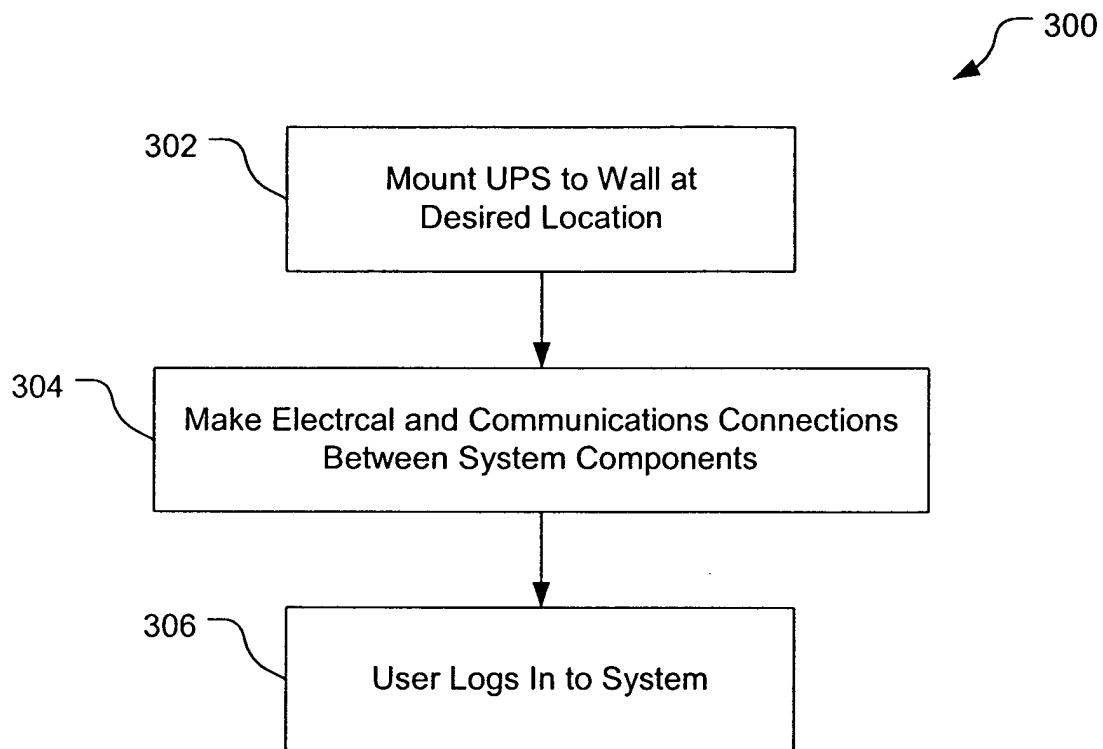 300
302
Mount UPS to Wall at
Desired Location
304
Make Electrcal and Communications Connections
Between System Components
306
User Logs In to System